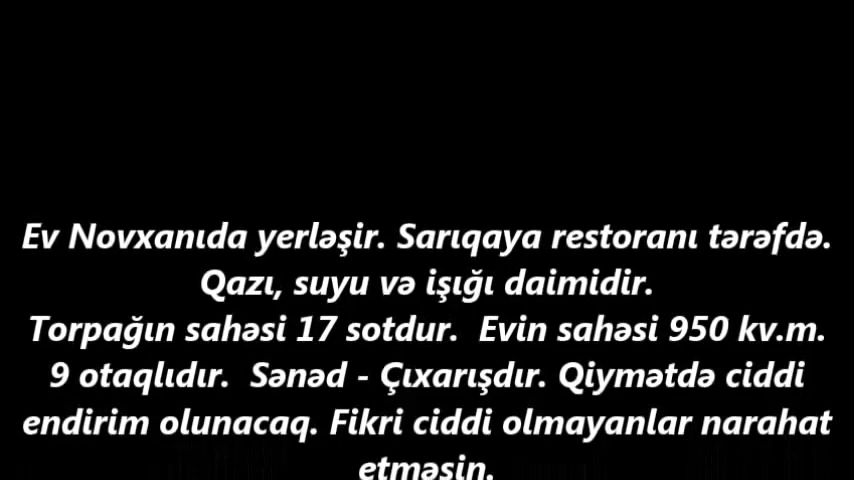 Ev Novxanıda yerləşir. Sarıqaya restoranı tərəfdə.
Qazı, suyu və işığı daimidir.
Torpağın sahəsi 17 sotdur.  Evin sahəsi 950 kv.m.
9 otaqlıdır.  Sənəd - Çıxarışdır. Qiymətdə ciddi
endirim olunacaq. Fikri ciddi olmayanlar narahat
etməsin.